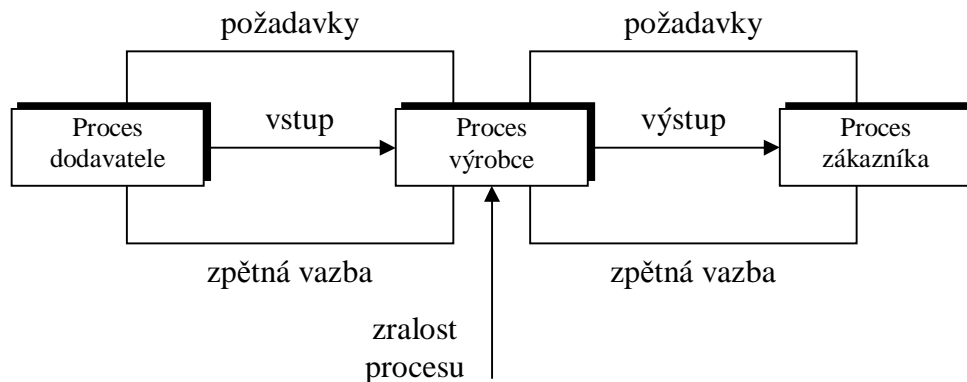 požadavky
požadavky
Proces
dodavatele
vstup
Proces
výrobce
výstup
Proces
zákazníka
zpětná vazba
zpětná vazba
zralost
procesu